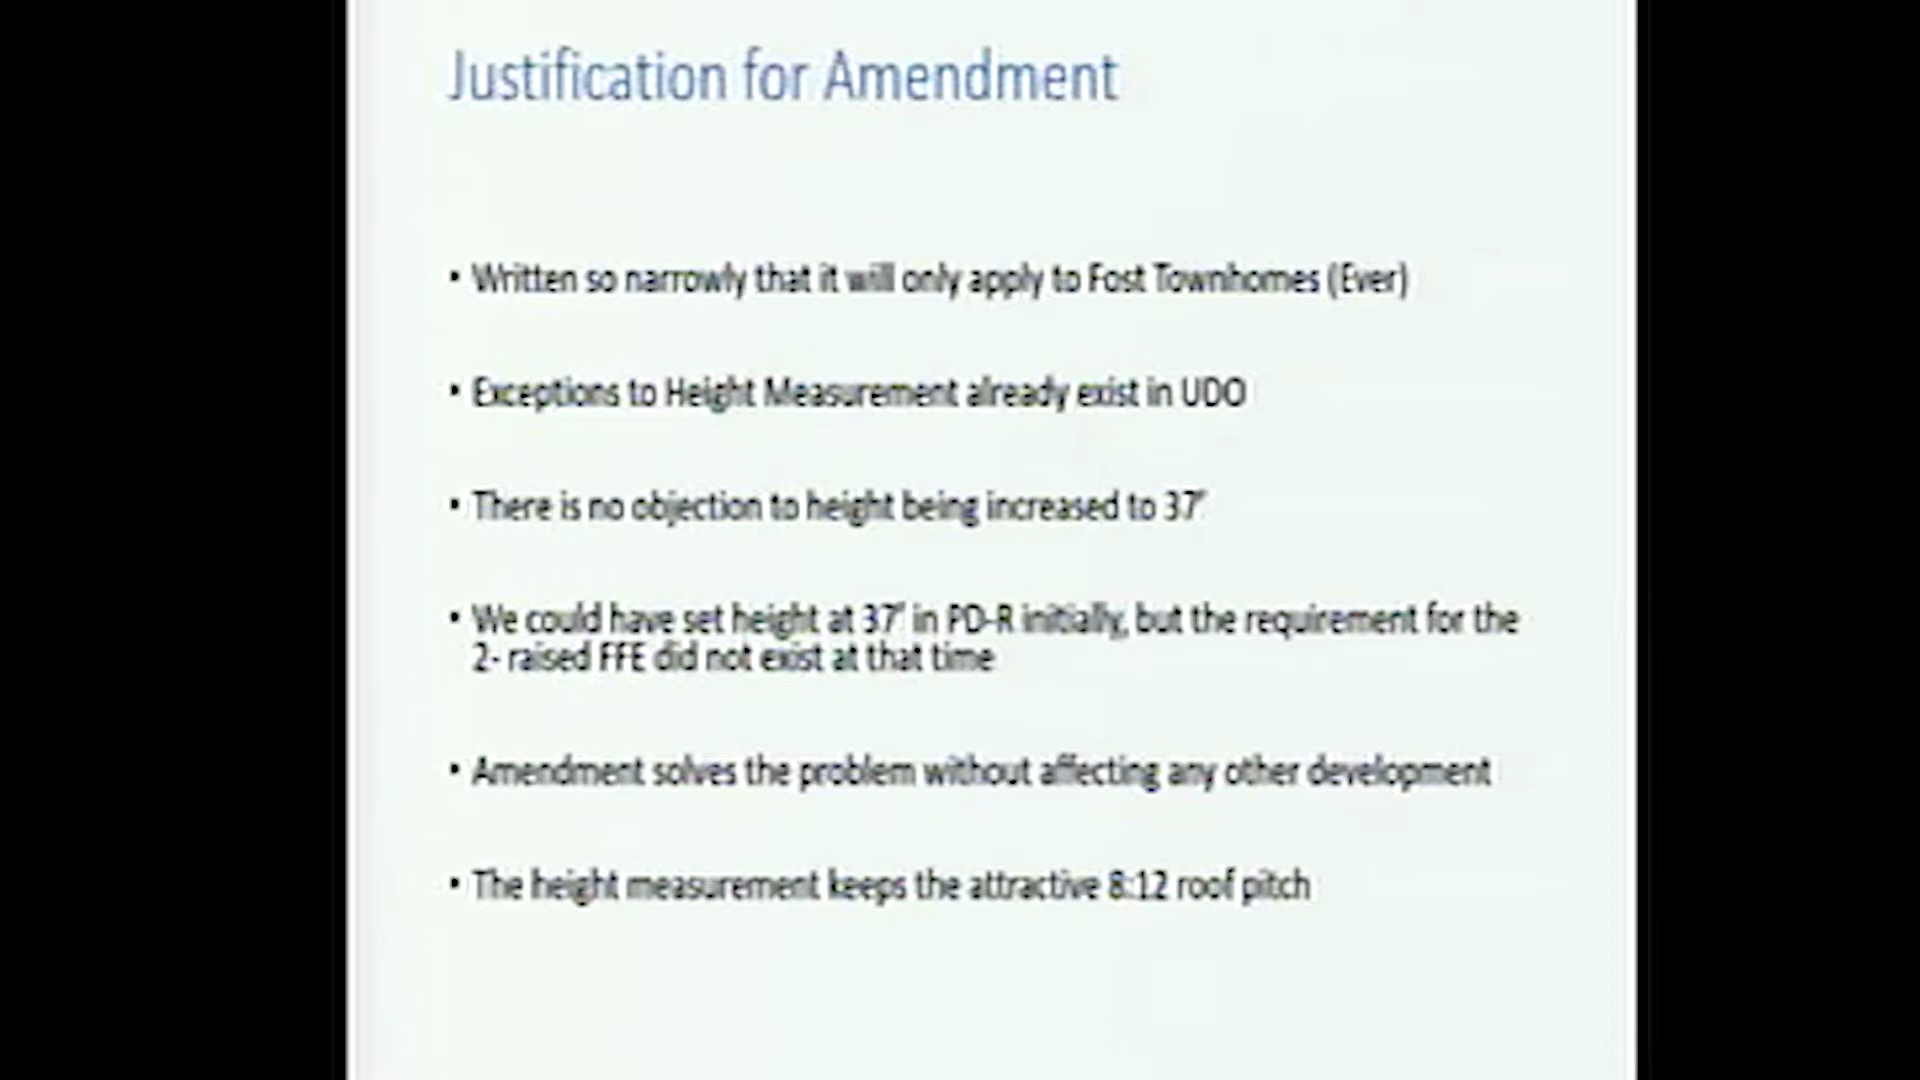 Justification for Amendment
• Written so narrowly that it will only apply to Fost Townhomes (Ever)
• Exceptions to Height Measurement already exist in UDO
• There is no objection to height being increased to 37'
• We could have set height at 37' in PD-R initially, but the requirement for the
2- raised FFE did not exist at that time
• Amendment solves the problem without affecting any other development
• The height measurement keeps the attractive 8:12 roof pitch